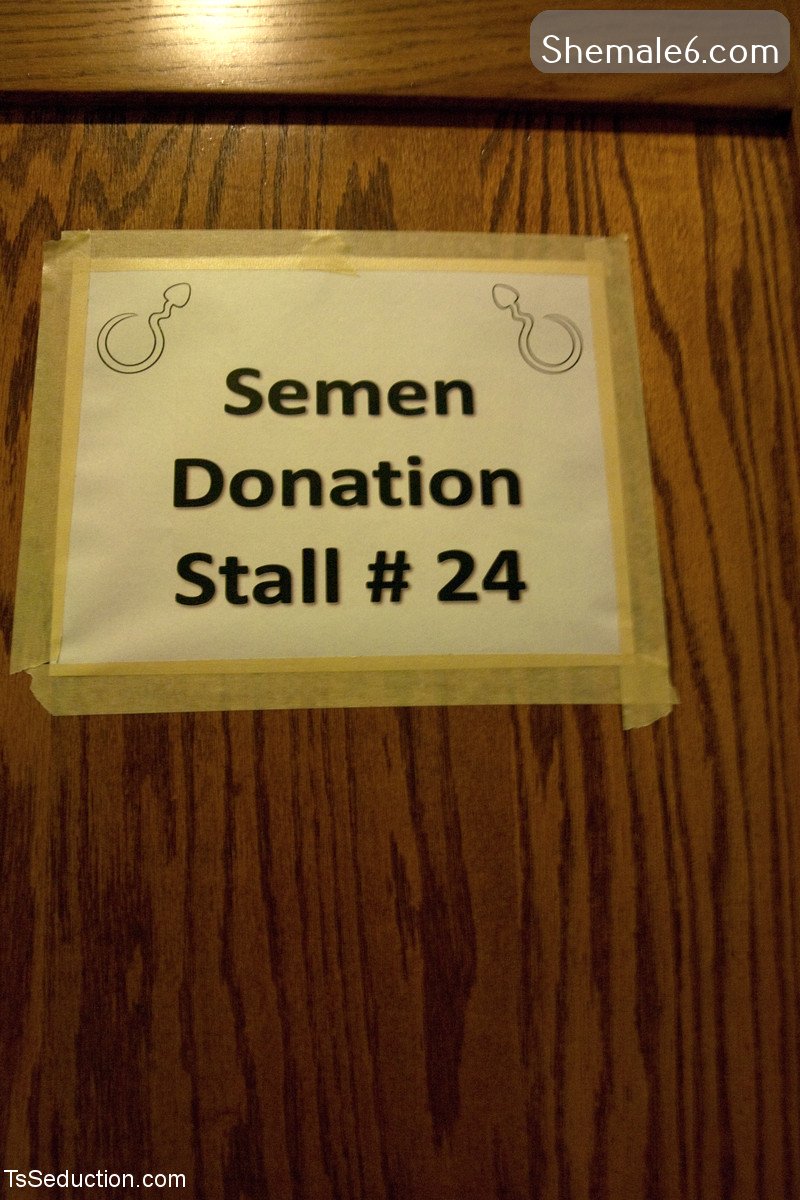 Shemale6.com
Semen
Donation
Stall # 24
TsSeduction.com